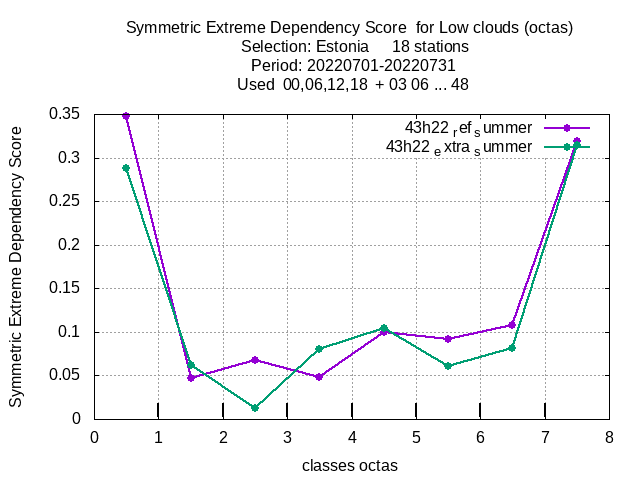 Symmetric Extreme Dependency Score  for Low clouds (octas)
Selection: Estonia     18 stations
Period: 20220701-20220731
Used  00,06,12,18  + 03 06 ... 48
43h22 ref summer
43h22 extra summer
Symmetric Extreme Dependency Score
0.35
0.3
0.25
0.2
0.15
0.1
0.05
0
0 1 2 3 4 5 6 7 8
classes octas